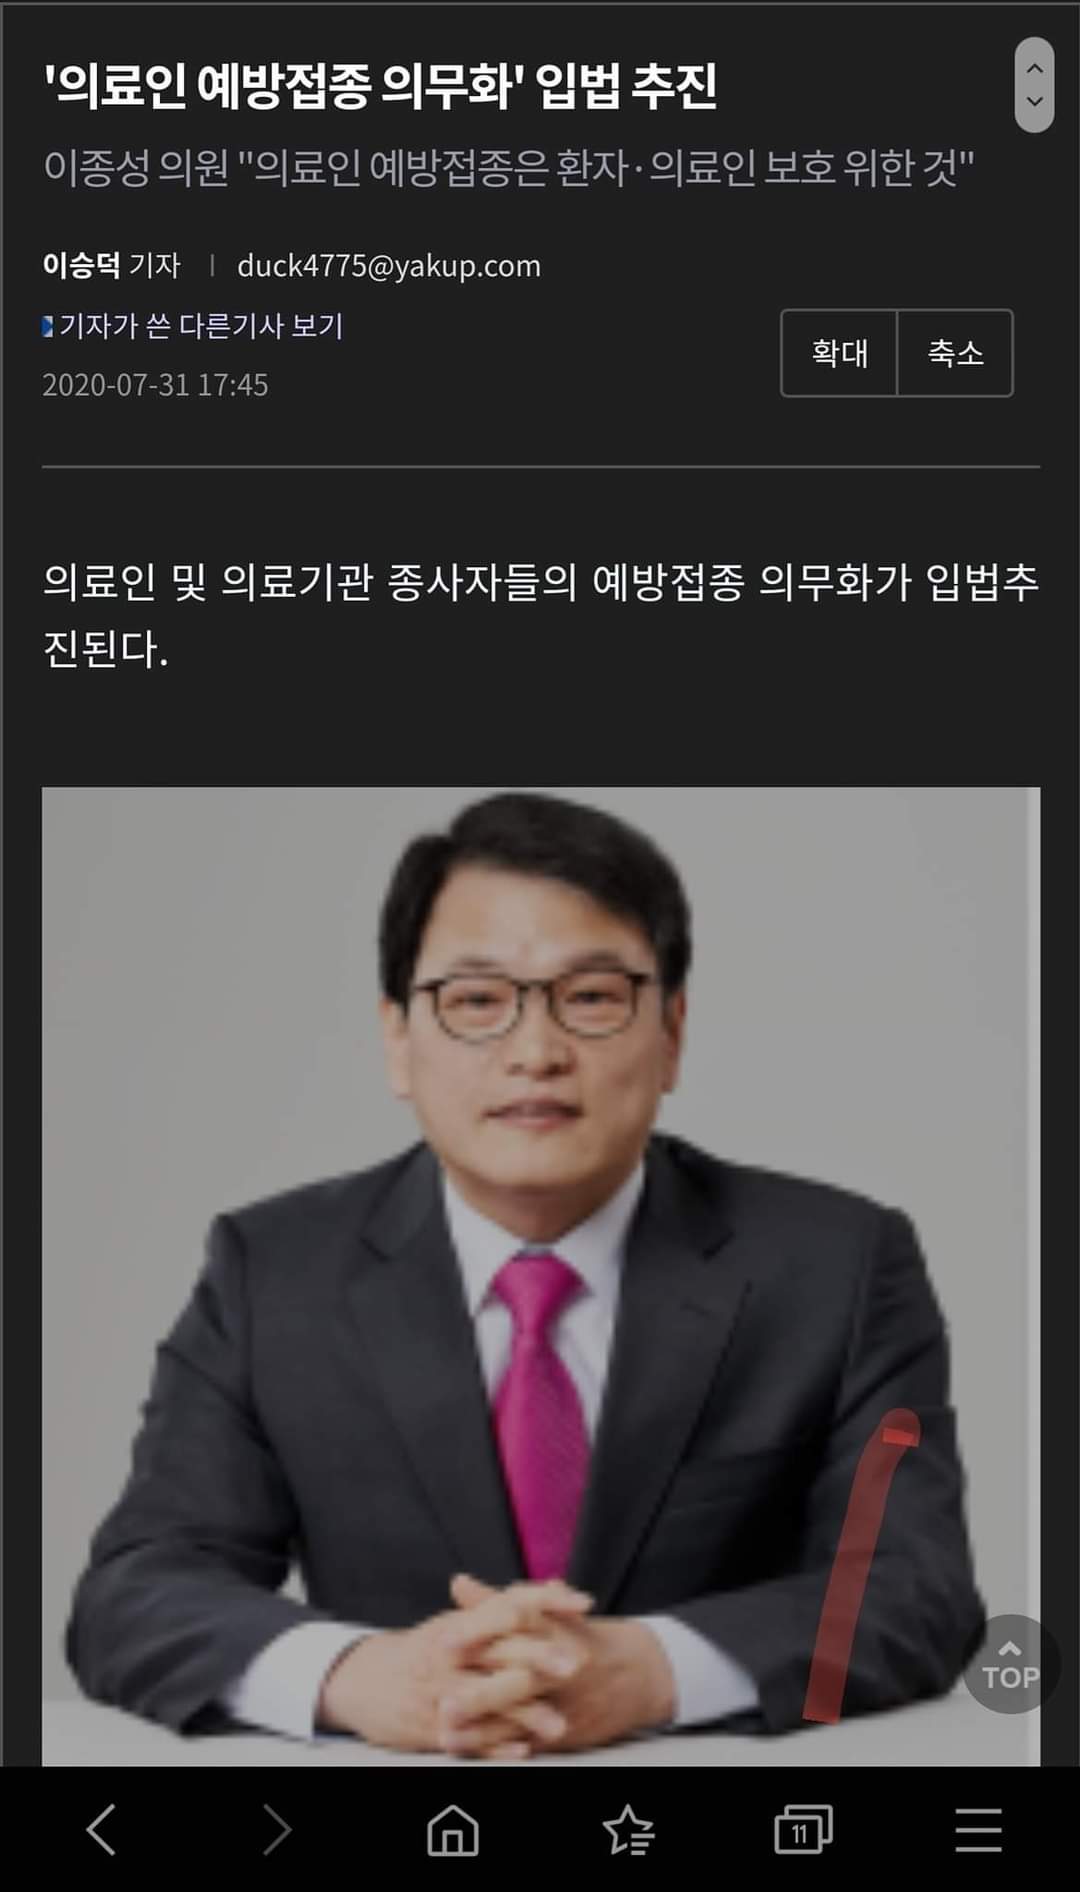 '의료인 예방접종 의무화' 입법 추진
이종성 의원 "의료인 예방접종은 환자·의료인 보호 위한 것"
이승덕 기자 | duck4775@yakup.com
기자가 쓴 다른기사 보기
확대 축소
2020-07-31 17:45
의료인 및 의료기관 종사자들의 예방접종 의무화가 입법추
진된다.
TOP
11